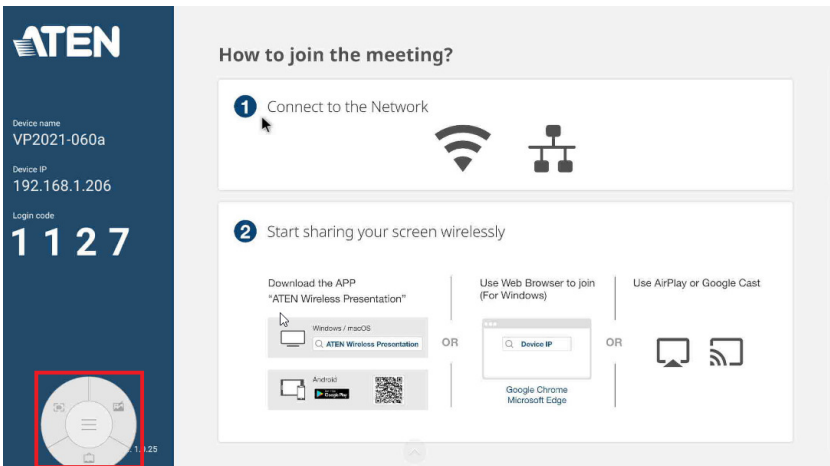 ATEN
Device name
VP2021-060a
Device IP
192.168.1.206
Login code
1127
How to join the meeting?
1 Connect to the Network
2 Start sharing your screen wirelessly
Download the APP
“ATEN Wireless Presentation”
Windows / macOS
ATEN Wireless Presentation
Android
Google Play
OR
Use Web Browser to join
(For Windows)
Device IP
Google Chrome
Microsoft Edge
OR
Use AirPlay or Google Cast